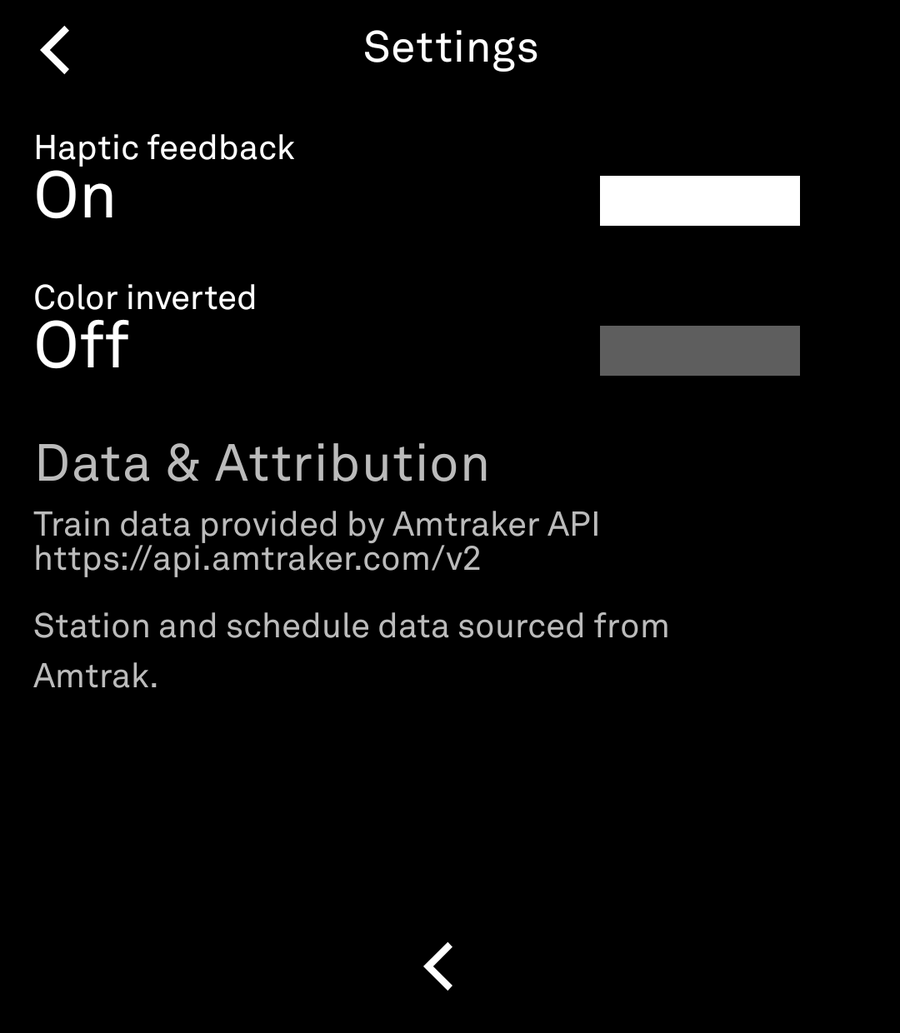 Settings
Haptic feedback
On
Color inverted
Off
Data & Attribution
Train data provided by Amtraker API
https://api.amtraker.com/v2
Station and schedule data sourced from
Amtrak.